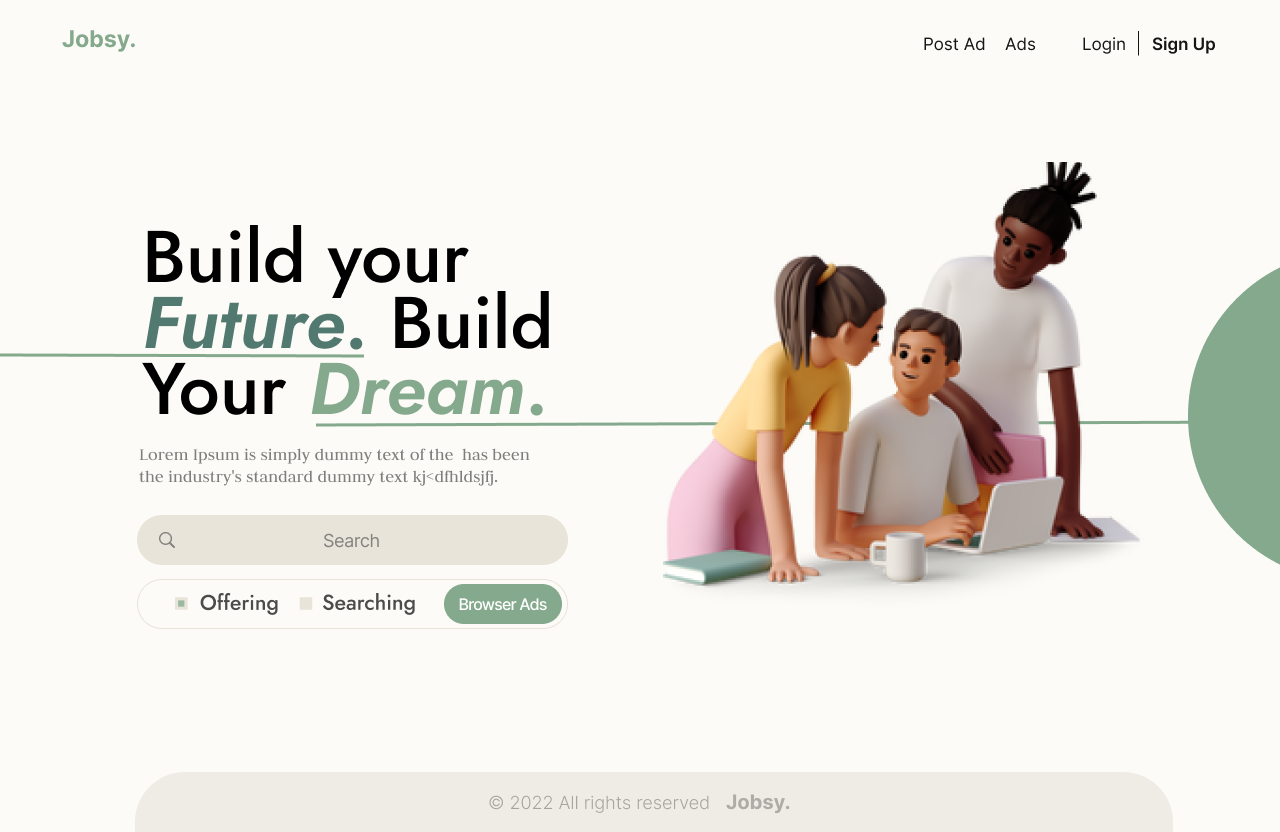 Jobsy.
Post Ad Ads Login Sign Up
Build your
Future. Build
Your Dream.
Lorem Ipsum is simply dummy text of the has been
the industry's standard dummy text kj<dfhldsjfj.
Search
Offering Searching Browser Ads
© 2022 All rights reserved Jobsy.